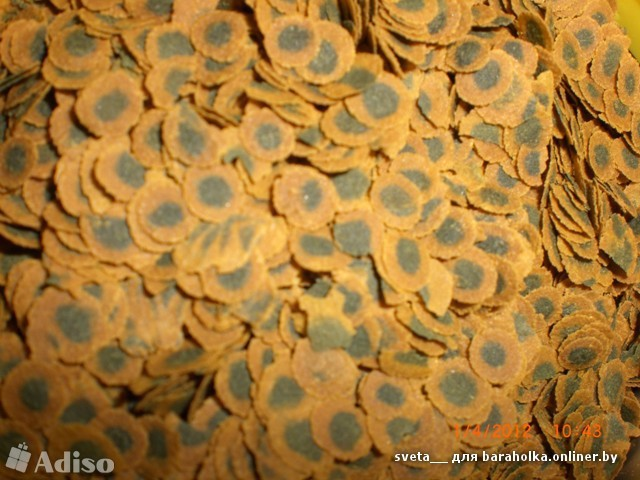 1/4/2012 10:43
Adiso
sveta__ для baraholka.onliner.by